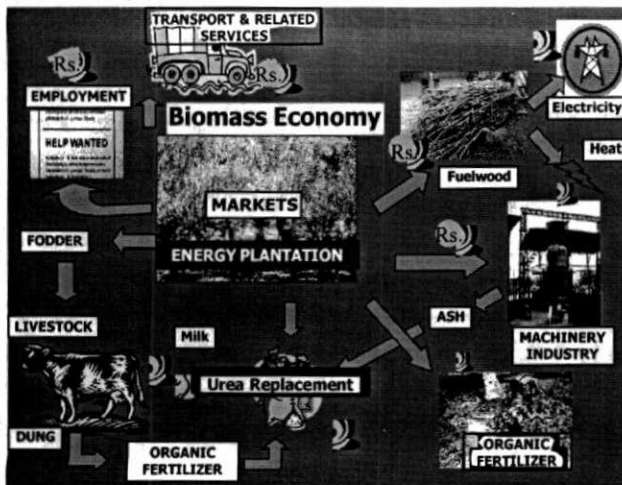 TRANSPORT & RELATED
SERVICES
Rs.
Rs.
EMPLOYMENT
HELP WANTED
Biomass Economy
Electricity
Rs.
Fuelwood
Heat
MARKETS
Rs.
FODDER
ENERGY PLANTATION
ASH
LIVESTOCK
Milk
MACHINERY
INDUSTRY
Urea Replacement
DUNG
ORGANIC
FERTILIZER
ORGANIC
FERTILIZER